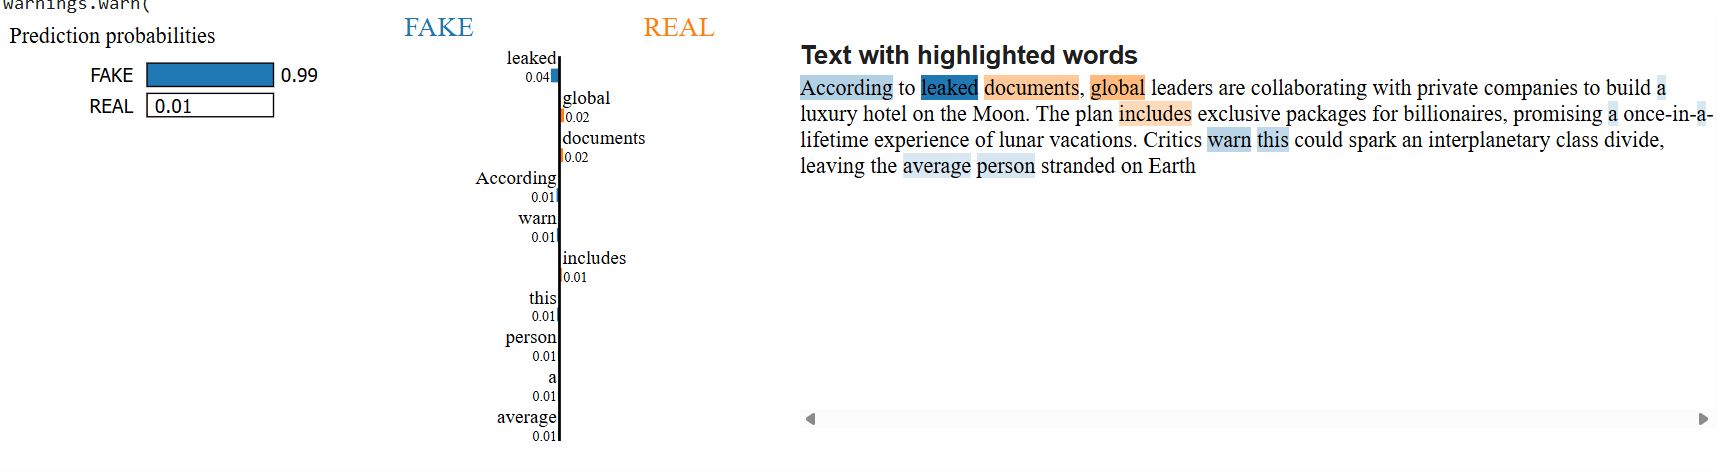 warnings.warn(
Prediction probabilities
FAKE 0.99
REAL 0.01
FAKE REAL
leaked
0.04
global
0.02
documents
0.02
According
0.01
warn
0.01
includes
0.01
this
0.01
person
0.01
a
0.01
average
0.01
Text with highlighted words
According to leaked documents, global leaders are collaborating with private companies to build a
luxury hotel on the Moon. The plan includes exclusive packages for billionaires, promising a once-in-a-
lifetime experience of lunar vacations. Critics warn this could spark an interplanetary class divide,
leaving the average person stranded on Earth